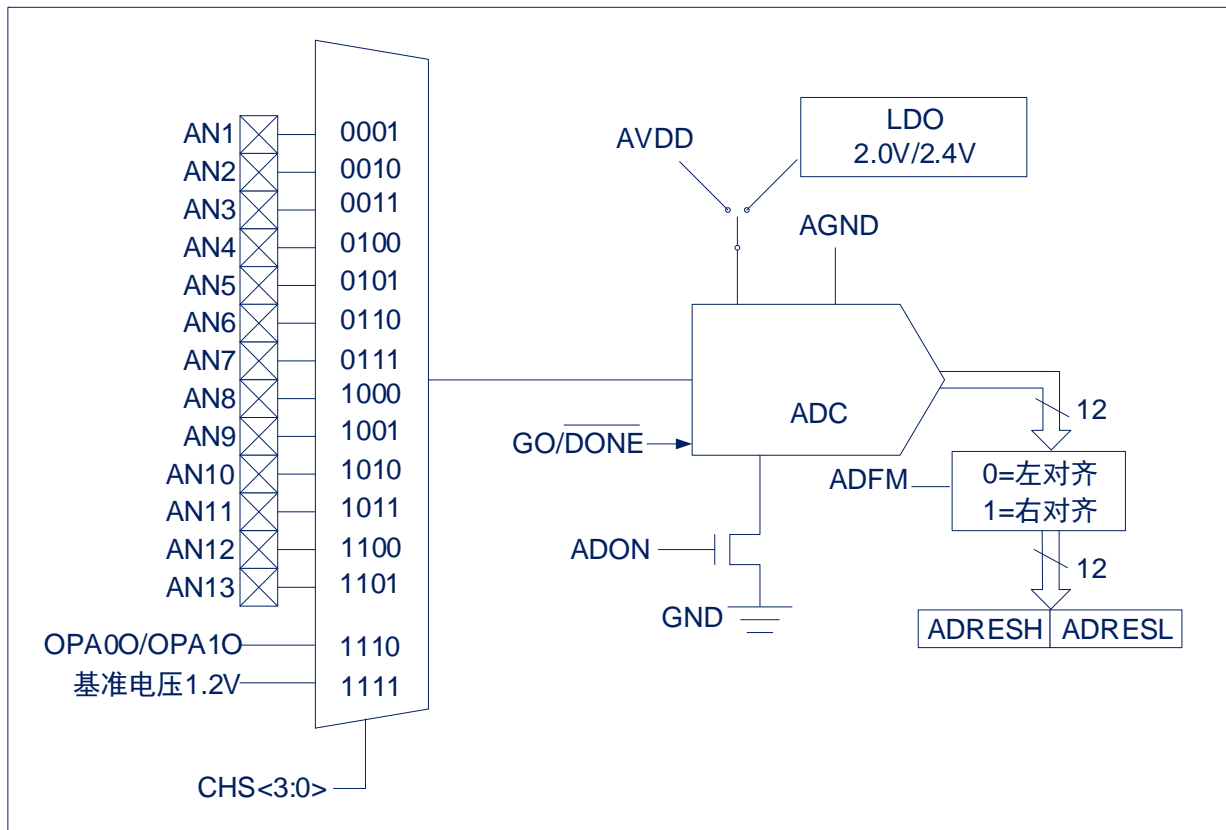 AN1
0001
AN2
0010
AN3
0011
AN4
0100
AN5
0101
AN6
0110
AN7
0111
AN8
1000
AN9
1001
AN10
1010
AN11
1011
AN12
1100
AN13
1101
OPA0O/OPA1O
1110
基准电压1.2V
1111
CHS<3:0>
AVDD
LDO
2.0V/2.4V
AGND
ADC
GO/DONE
12
ADFM
0=左对齐
1=右对齐
ADON
12
GND
ADRESH
ADRESL